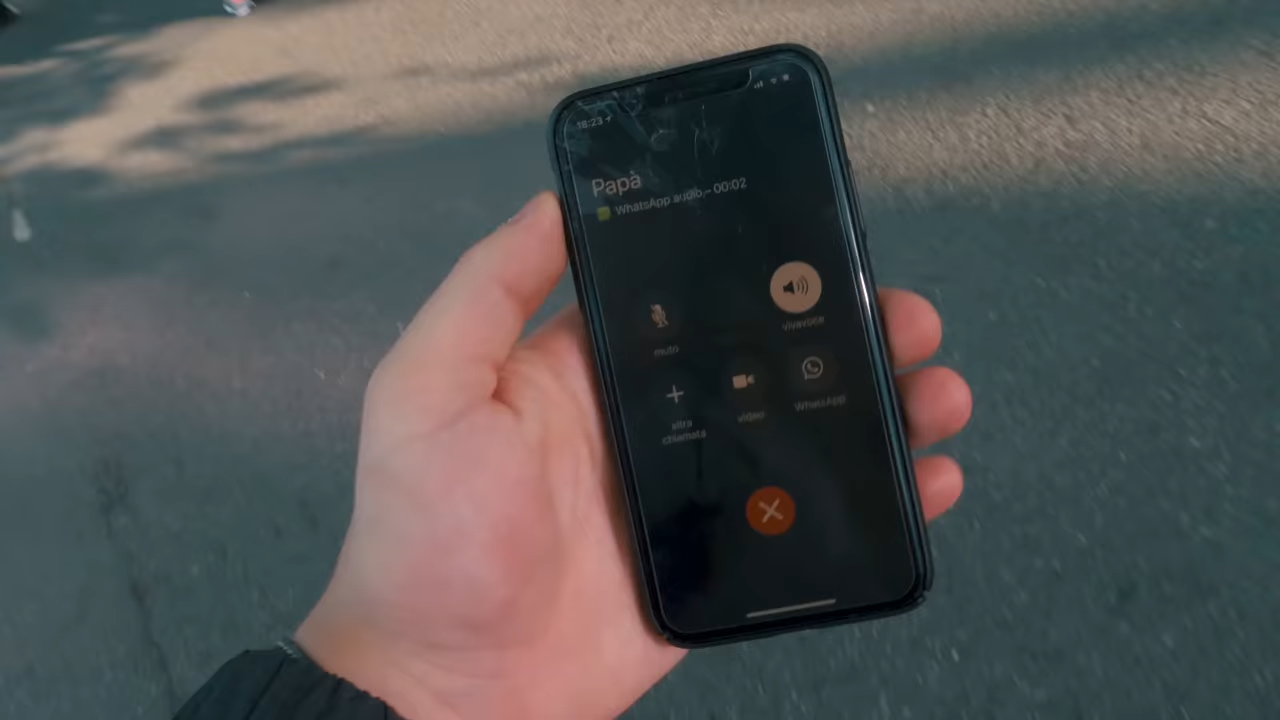 18:23
Papà
WhatsApp audio – 00:02
muto
vivavoce
altra
chiamata
video
WhatsApp